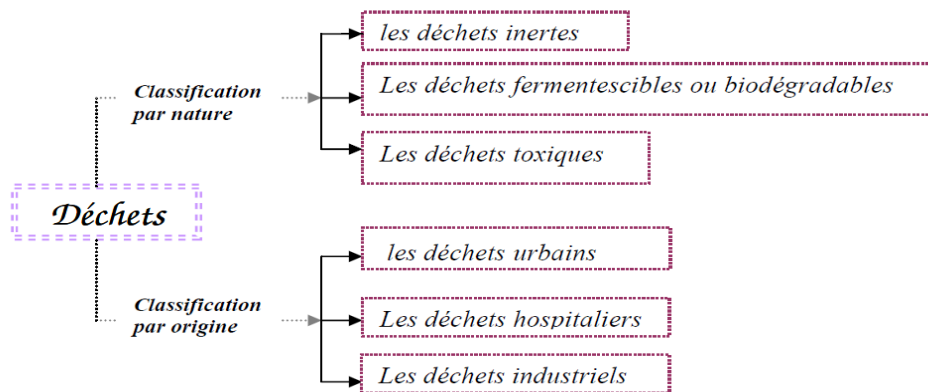 les déchets inertes
Classification
par nature
Les déchets fermentescibles ou biodégradables
Les déchets toxiques
Déchets
les déchets urbains
Classification
par origine
Les déchets hospitaliers
Les déchets industriels